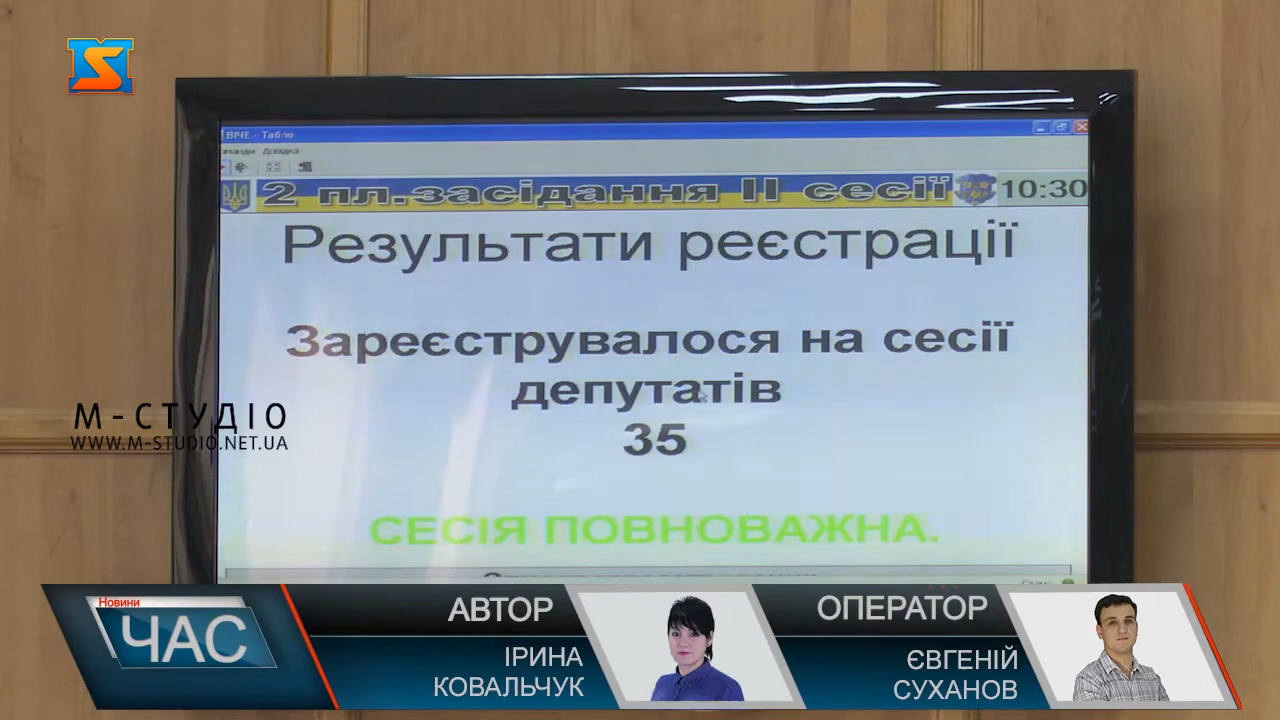 ВІЧЕ - Табло
Довідка
2 пл.засідання II сесії 10:30
Результати реєстрації
Зареєструвалося на сесії
депутатів
35
СЕСІЯ ПОВНОВАЖНА.
М-СТУДІО
WWW.M-STUDIO.NET.UA
Новини
ЧАС
АВТОР
ІРИНА
КОВАЛЬЧУК
ОПЕРАТОР
ЄВГЕНІЙ
СУХАНОВ